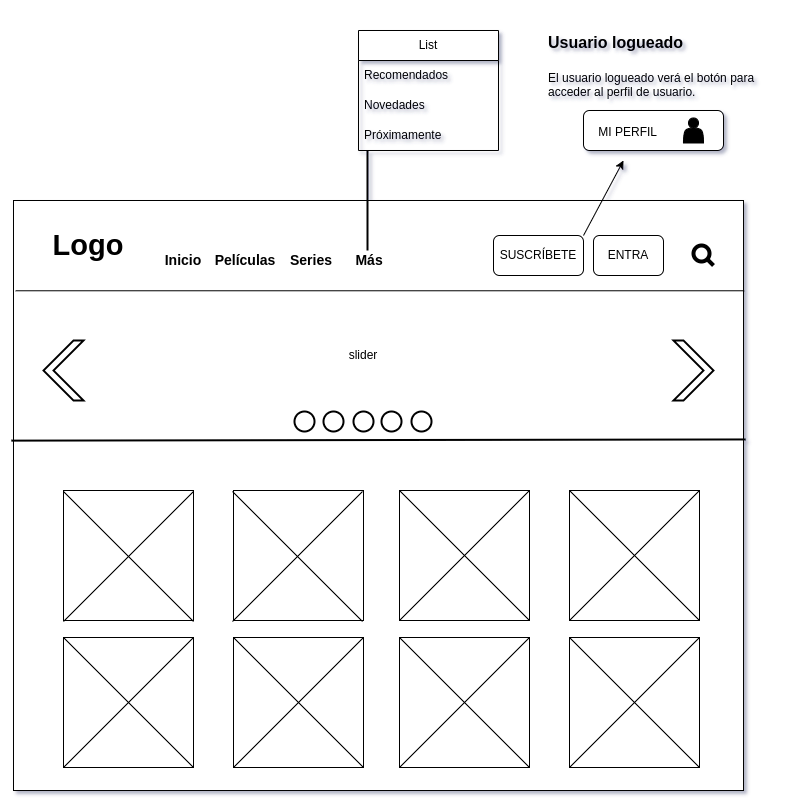 List
Recomendados
Novedades
Próximamente
Usuario logueado
El usuario logueado verá el botón para
acceder al perfil de usuario.
MI PERFIL
Logo
Inicio Películas Series Más
SUSCRÍBETE
ENTRA
slider